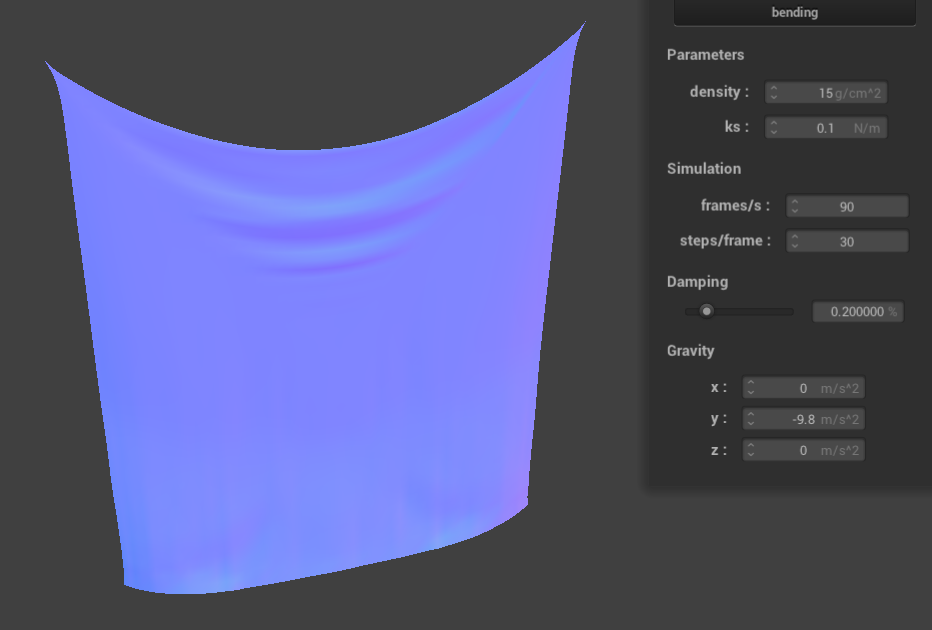 bending
Parameters
density : 15 g/cm^2
ks : 0.1 N/m
Simulation
frames/s : 90
steps/frame : 30
Damping
0.200000 %
Gravity
x : 0 m/s^2
y : -9.8 m/s^2
z : 0 m/s^2